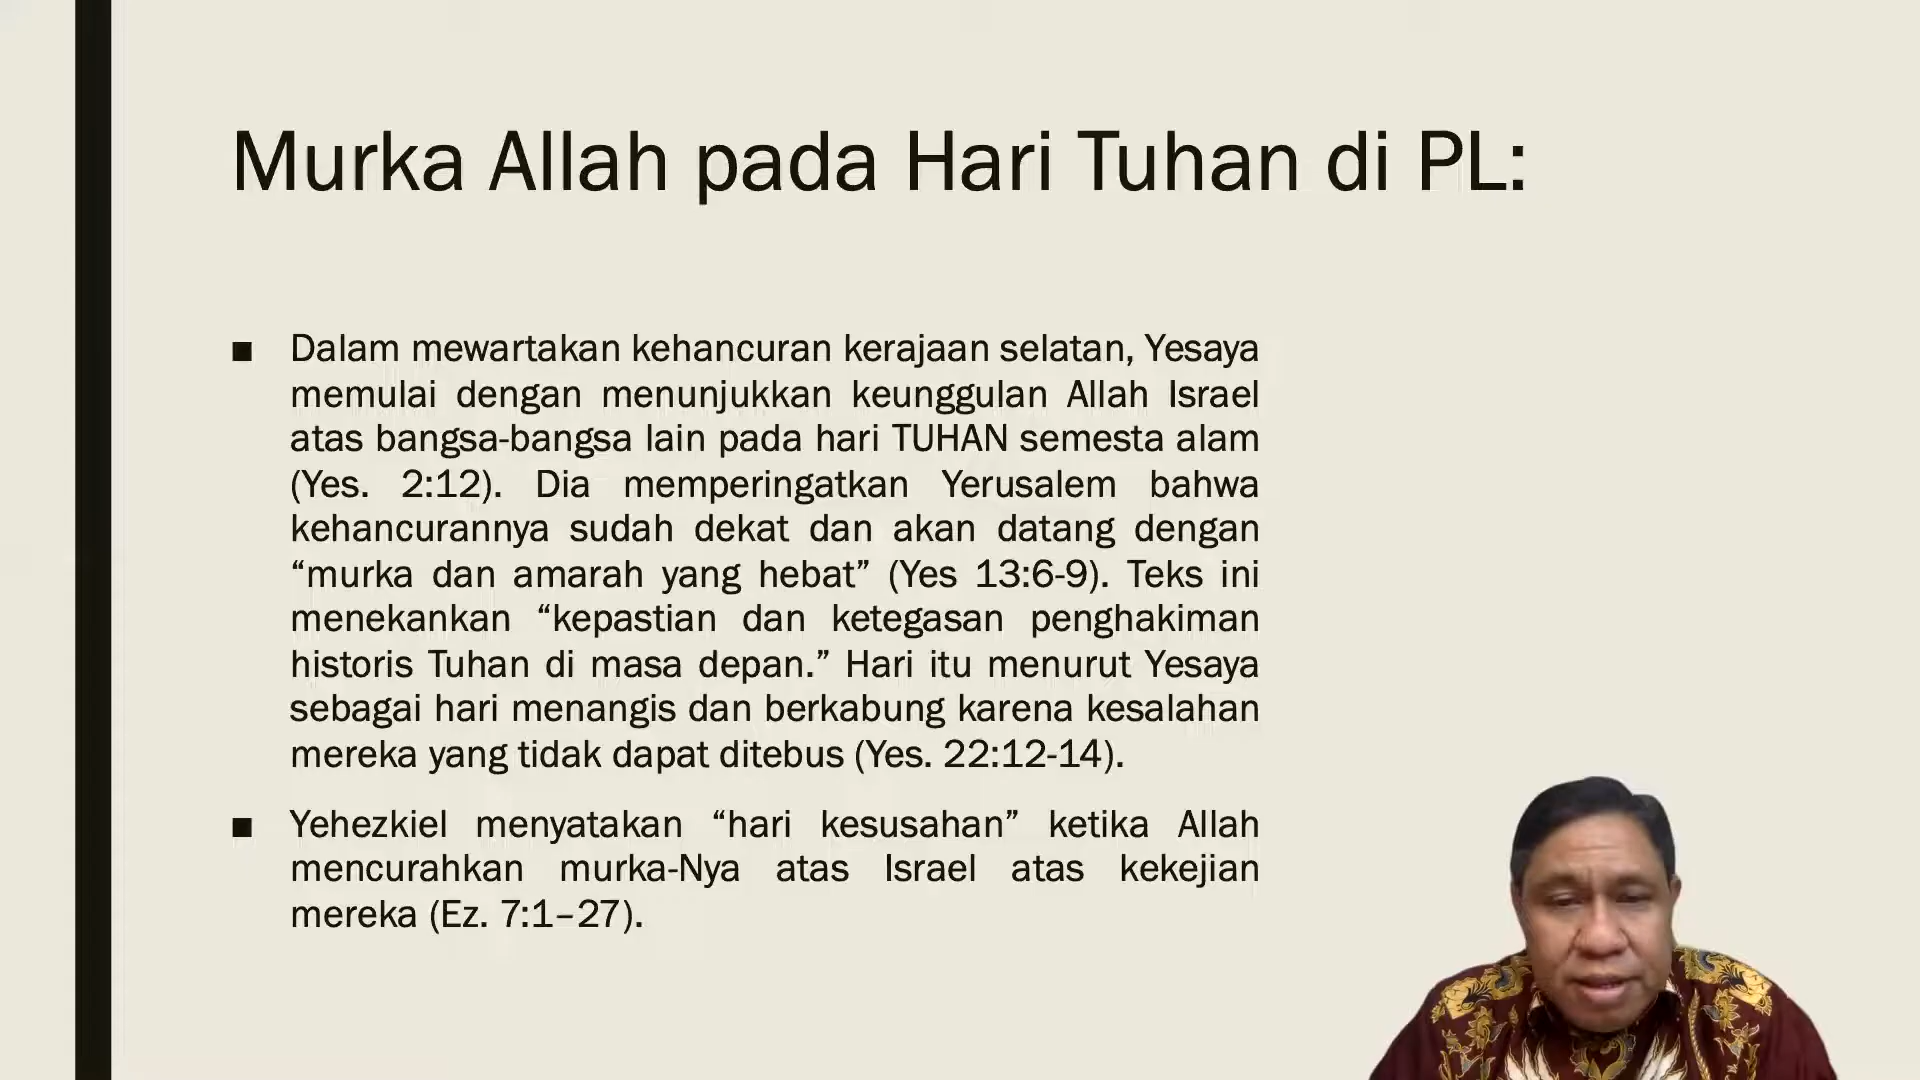 Murka Allah pada Hari Tuhan di PL:
■ Dalam mewartakan kehancuran kerajaan selatan, Yesaya
memulai dengan menunjukkan keunggulan Allah Israel
atas bangsa-bangsa lain pada hari TUHAN semesta alam
(Yes. 2:12). Dia memperingatkan Yerusalem bahwa
kehancurannya sudah dekat dan akan datang dengan
“murka dan amarah yang hebat” (Yes 13:6-9). Teks ini
menekankan “kepastian dan ketegasan penghakiman
historis Tuhan di masa depan.” Hari itu menurut Yesaya
sebagai hari menangis dan berkabung karena kesalahan
mereka yang tidak dapat ditebus (Yes. 22:12-14).
■ Yehezkiel menyatakan “hari kesusahan” ketika Allah
mencurahkan murka-Nya atas Israel atas kekejian
mereka (Ez. 7:1–27).